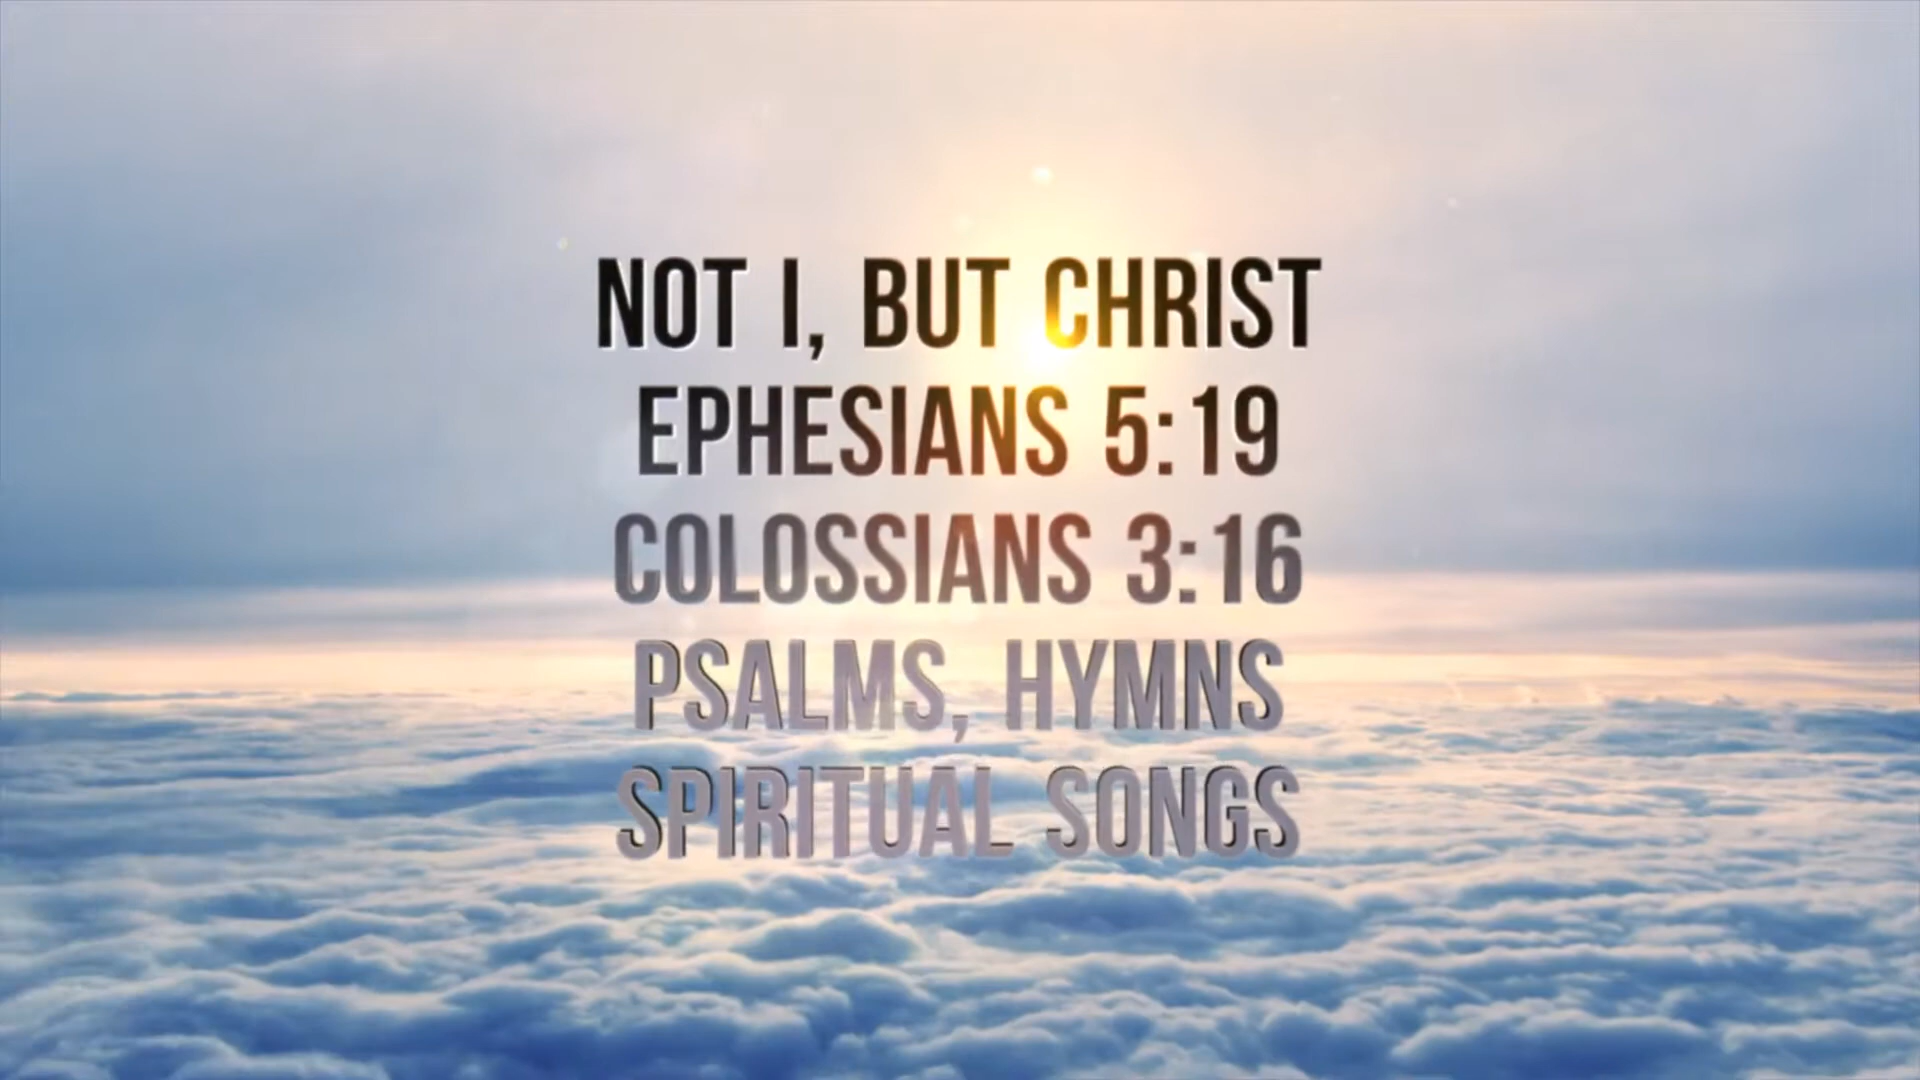 NOT I, BUT CHRIST
EPHESIANS 5:19
COLOSSIANS 3:16
PSALMS, HYMNS
SPIRITUAL SONGS